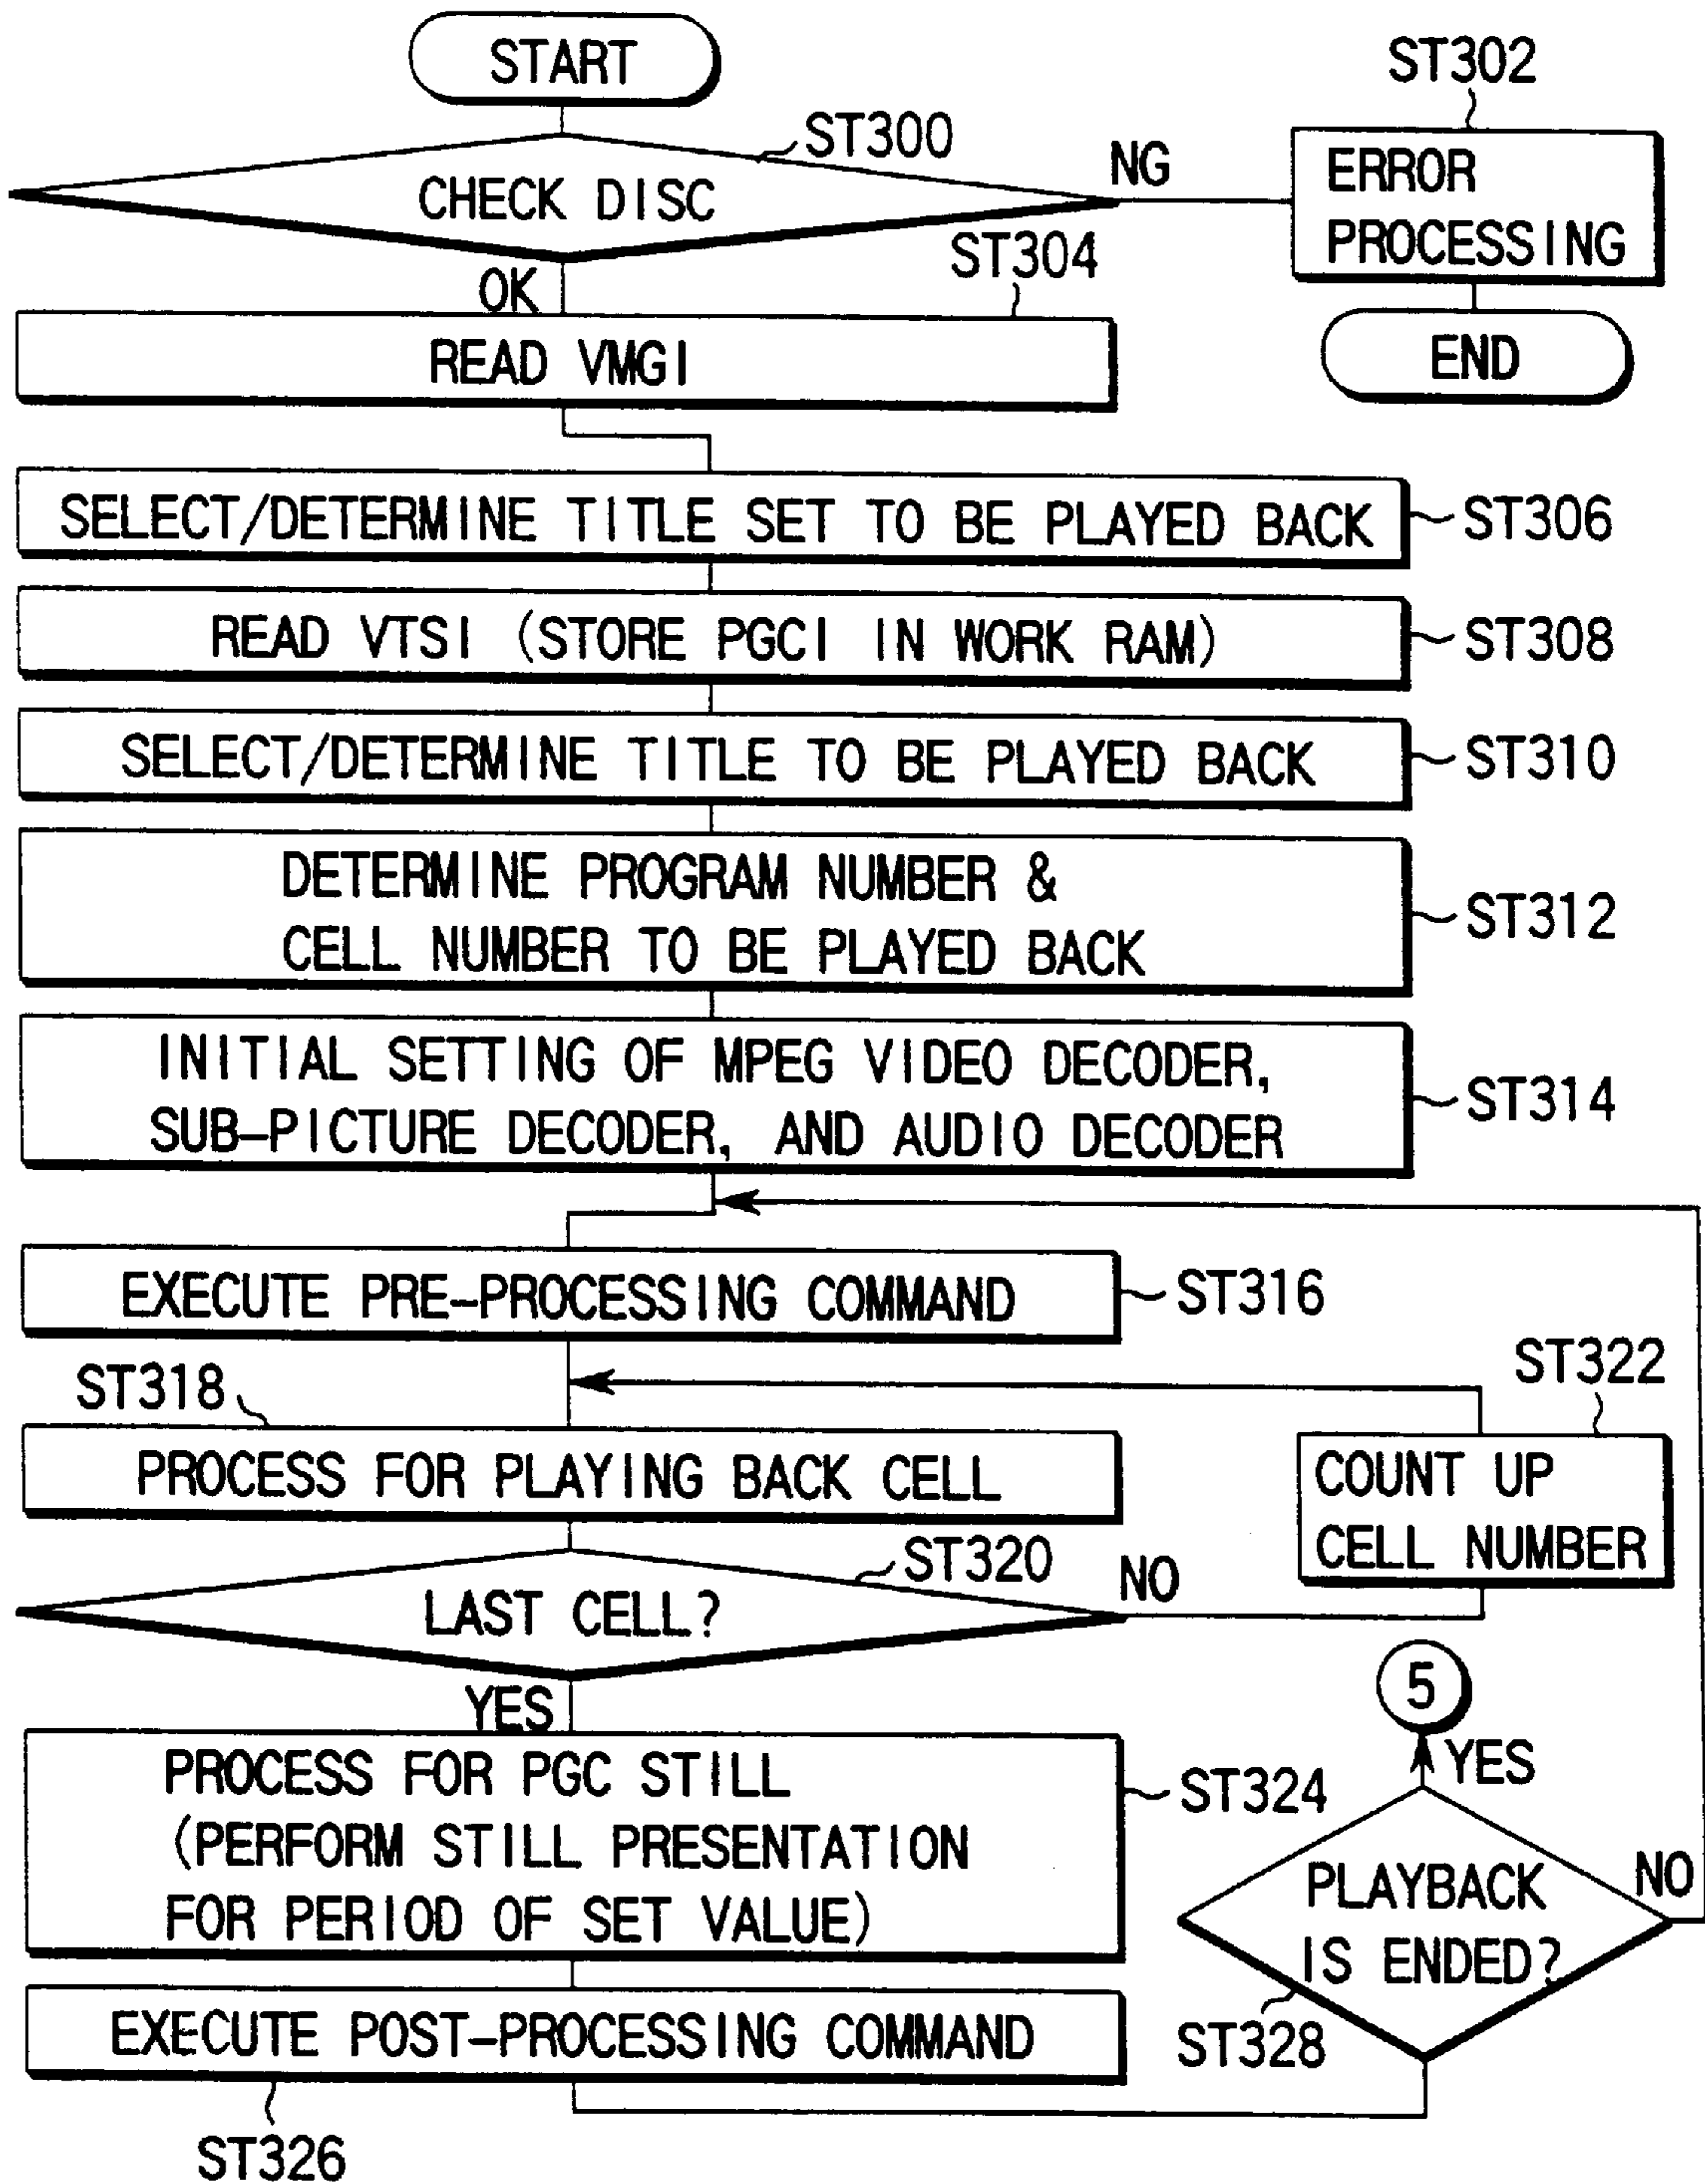 START
ST302
ST300
NG
ERROR
PROCESSING
CHECK DISC
ST304
OK
READ VMGI
END
SELECT/DETERMINE TITLE SET TO BE PLAYED BACK
ST306
READ VTSI (STORE PGCI IN WORK RAM)
ST308
SELECT/DETERMINE TITLE TO BE PLAYED BACK
ST310
DETERMINE PROGRAM NUMBER &
CELL NUMBER TO BE PLAYED BACK
ST312
INITIAL SETTING OF MPEG VIDEO DECODER,
SUB-PICTURE DECODER, AND AUDIO DECODER
ST314
EXECUTE PRE-PROCESSING COMMAND
ST316
ST318
ST322
PROCESS FOR PLAYING BACK CELL
COUNT UP
CELL NUMBER
ST320
NO
LAST CELL?
YES
5
YES
PROCESS FOR PGC STILL
(PERFORM STILL PRESENTATION
FOR PERIOD OF SET VALUE)
ST324
PLAYBACK
IS ENDED?
NO
EXECUTE POST-PROCESSING COMMAND
ST328
ST326